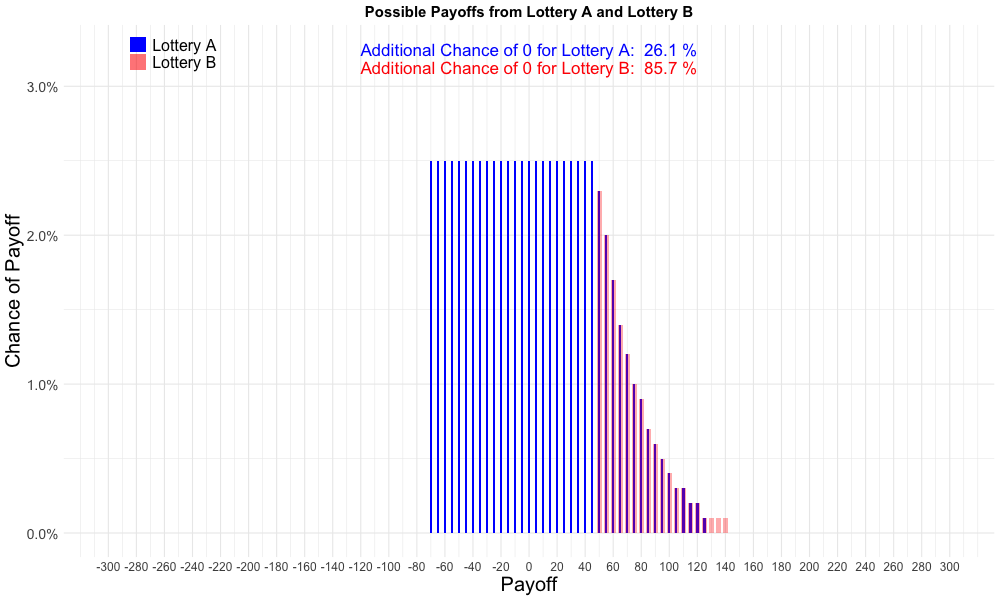 Possible Payoffs from Lottery A and Lottery B
Lottery A
Lottery B
Additional Chance of 0 for Lottery A: 26.1 %
Additional Chance of 0 for Lottery B: 85.7 %
Chance of Payoff
3.0%
2.0%
1.0%
0.0%
-300 -280 -260 -240 -220 -200 -180 -160 -140 -120 -100 -80 -60 -40 -20 0 20 40 60 80 100 120 140 160 180 200 220 240 260 280 300
Payoff